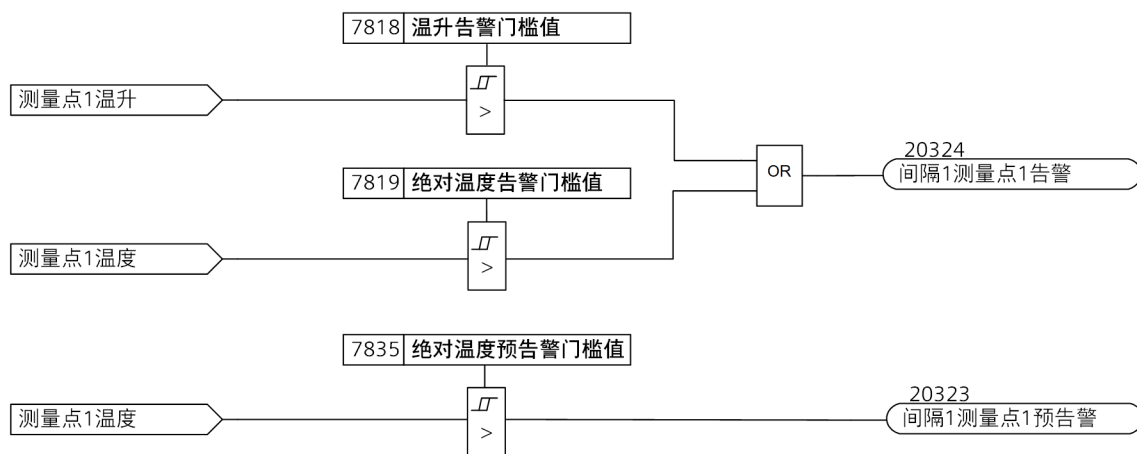 7818 温升告警门槛值
测量点1温升
>
20324
OR
间隔1测量点1告警
7819 绝对温度告警门槛值
测量点1温度
>
7835 绝对温度预告警门槛值
20323
测量点1温度
间隔1测量点1预告警
>